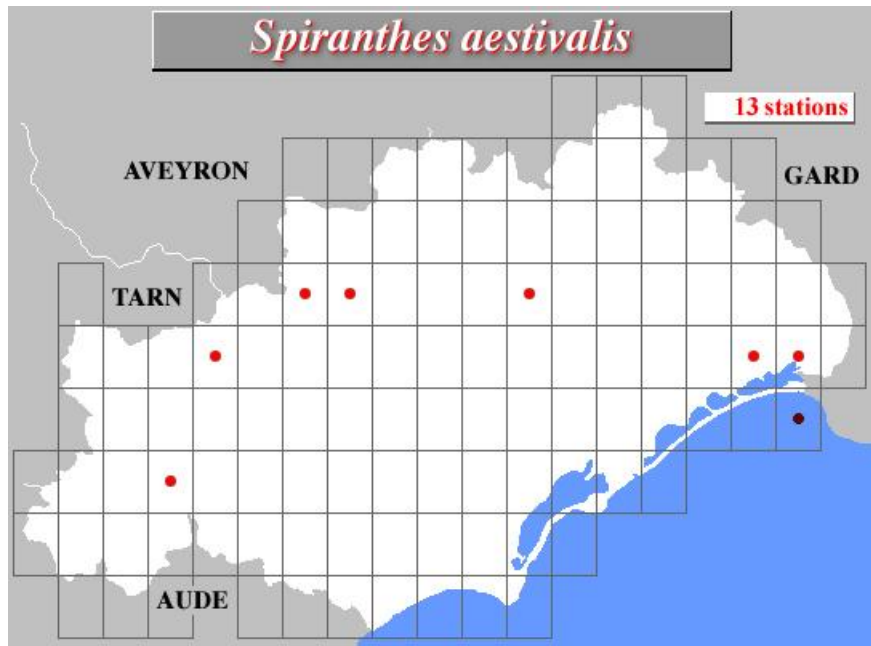 Spiranthes aestivalis
13 stations
AVEYRON
GARD
TARN
AUDE